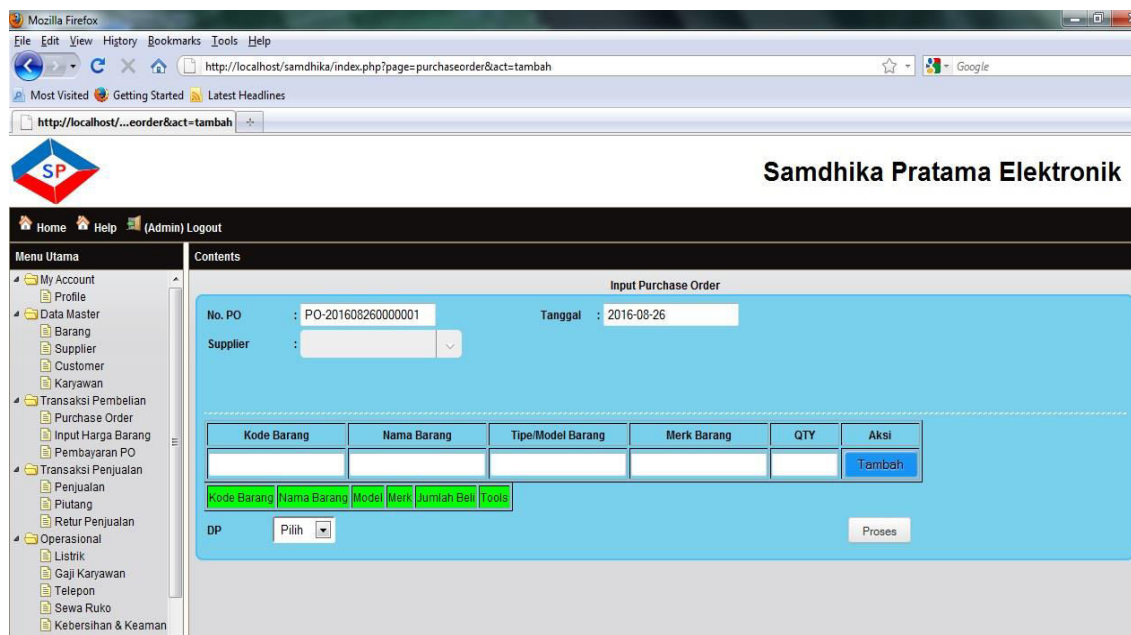 Mozilla Firefox
File Edit View History Bookmarks Tools Help
http://localhost/samdhika/index.php?page=purchaseorder&act=tambah
Google
Most Visited Getting Started Latest Headlines
http://localhost/...eorder&act=tambah
SP
Samdhika Pratama Elektronik
Home Help (Admin) Logout
Menu Utama
Contents
My Account
Profile
Data Master
Barang
Supplier
Customer
Karyawan
Transaksi Pembelian
Purchase Order
Input Harga Barang
Pembayaran PO
Transaksi Penjualan
Penjualan
Piutang
Retur Penjualan
Operasional
Listrik
Gaji Karyawan
Telepon
Sewa Ruko
Kebersihan & Keaman
Input Purchase Order
No. PO : PO-201608260000001 Tanggal : 2016-08-26
Supplier :
Kode Barang Nama Barang Tipe/Model Barang Merk Barang QTY Aksi
Tambah
Kode Barang Nama Barang Model Merk Jumlah Beli Tools
DP Pilih Proses